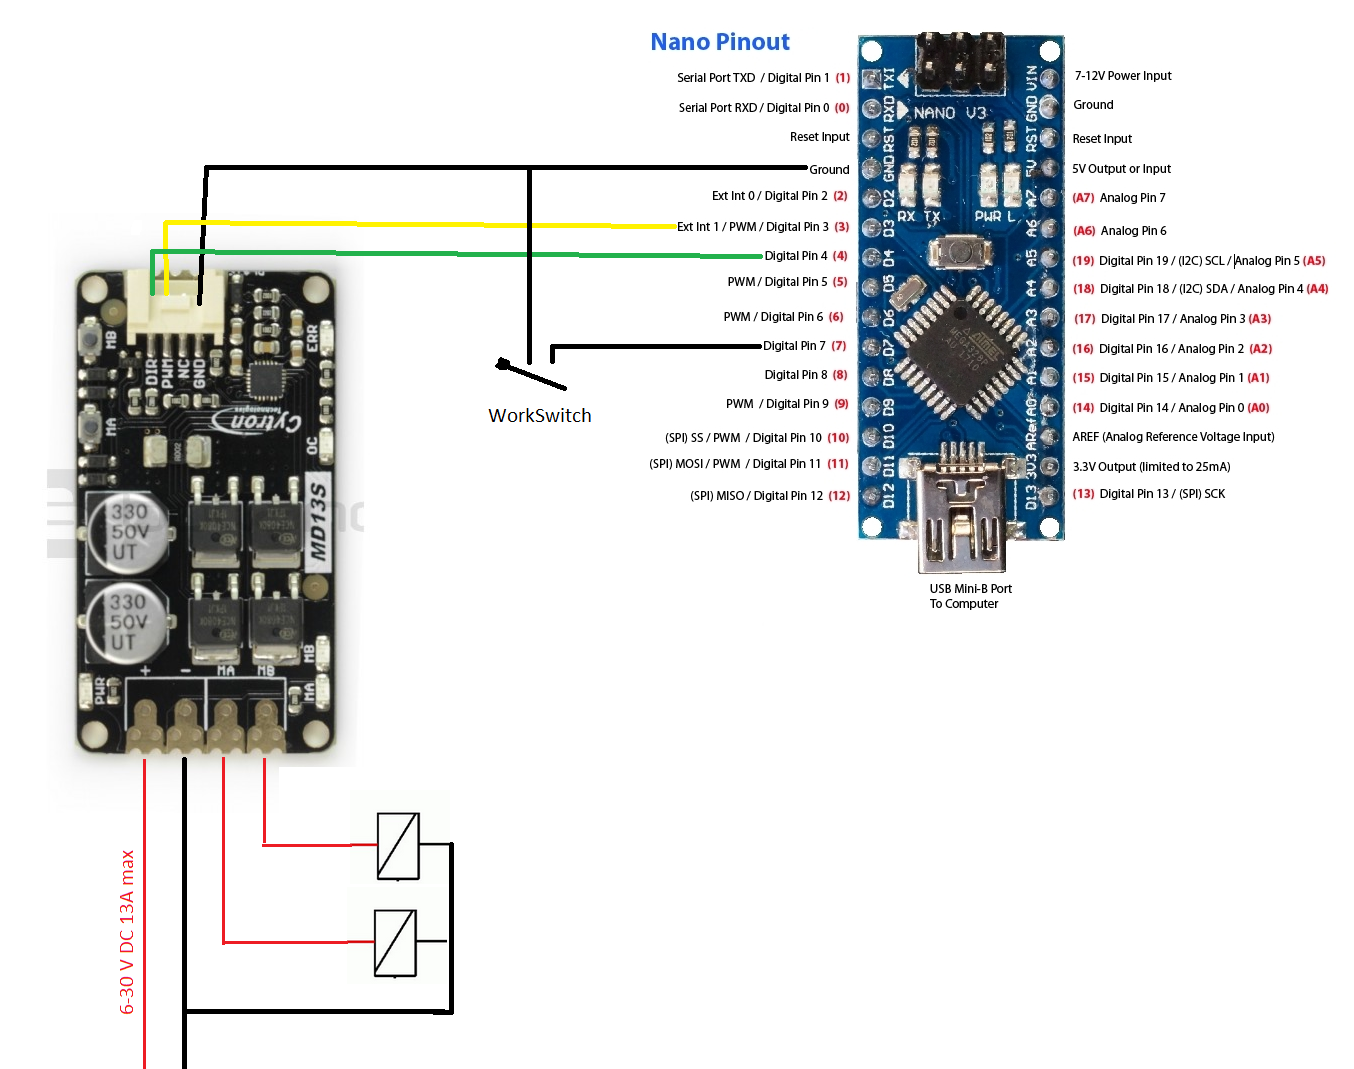 Nano Pinout
Serial Port TXD / Digital Pin 1 (1)
Serial Port RXD / Digital Pin 0 (0)
Reset Input
Ground
Ext Int 0 / Digital Pin 2 (2)
Ext Int 1 / PWM / Digital Pin 3 (3)
Digital Pin 4 (4)
PWM / Digital Pin 5 (5)
PWM / Digital Pin 6 (6)
Digital Pin 7 (7)
Digital Pin 8 (8)
PWM / Digital Pin 9 (9)
(SPI) SS / PWM / Digital Pin 10 (10)
(SPI) MOSI / PWM / Digital Pin 11 (11)
(SPI) MISO / Digital Pin 12 (12)
TX1
RXD
RST
GND
D2
D3
D4
D5
D6
D7
D8
D9
D10
D11
D12
NANO V3
RX TX
PWR L
VIN
GND
RST
5V
A7
A6
A5
A4
A3
A2
A1
A0
ARef
3V3
D13
7-12V Power Input
Ground
Reset Input
5V Output or Input
(A7) Analog Pin 7
(A6) Analog Pin 6
(19) Digital Pin 19 / (I2C) SCL / Analog Pin 5 (A5)
(18) Digital Pin 18 / (I2C) SDA / Analog Pin 4 (A4)
(17) Digital Pin 17 / Analog Pin 3 (A3)
(16) Digital Pin 16 / Analog Pin 2 (A2)
(15) Digital Pin 15 / Analog Pin 1 (A1)
(14) Digital Pin 14 / Analog Pin 0 (A0)
AREF (Analog Reference Voltage Input)
3.3V Output (limited to 25mA)
(13) Digital Pin 13 / (SPI) SCK
USB Mini-B Port
To Computer
WorkSwitch
MB
MA
DIR
PWM
NC
GND
ERR
OC
Cytron
Technologies
MD13S
330
50V
UT
330
50V
UT
+ - MA MB
PWR
MB
MA
6-30 V DC 13A max